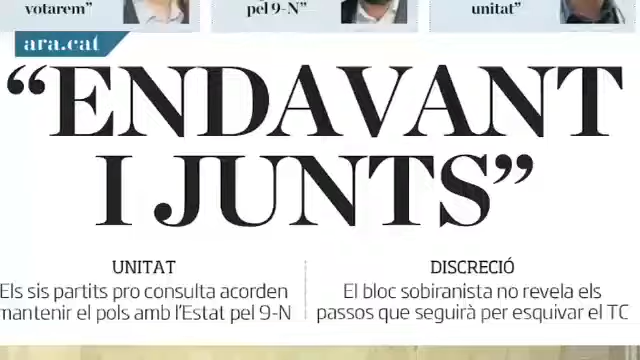 votarem”
pel 9-N”
unitat”
ara.cat
“ENDAVANT
I JUNTS”
UNITAT
Els sis partits pro consulta acorden
mantenir el pols amb l’Estat pel 9-N
DISCRECIÓ
El bloc sobiranista no revela els
passos que seguirà per esquivar el TC